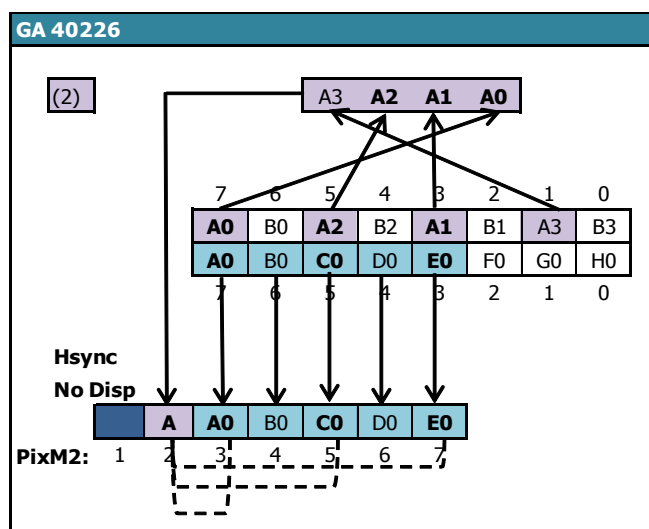 GA 40226
(2)
A3 A2 A1 A0
7 6 5 4 3 2 1 0
A0 B0 A2 B2 A1 B1 A3 B3
A0 B0 C0 D0 E0 F0 G0 H0
7 6 5 4 3 2 1 0
Hsync
No Disp
A A0 B0 C0 D0 E0
PixM2: 1 2 3 4 5 6 7